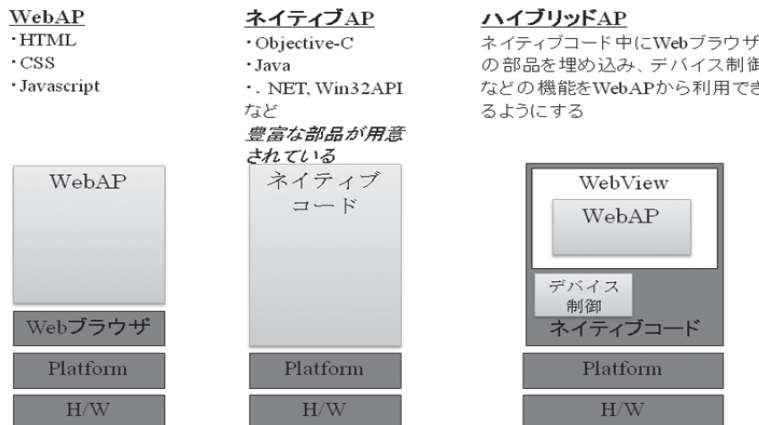 WebAP
・HTML
・CSS
・Javascript
ネイティブAP
・Objective-C
・Java
・. NET, Win32API
など
豊富な部品が用意
されている
ハイブリッドAP
ネイティブコード中にWebブラウザ
の部品を埋め込み、デバイス制御
などの機能をWebAPから利用でき
るようにする
WebAP
Webブラウザ
Platform
H/W
ネイティブ
コード
Platform
H/W
WebView
WebAP
デバイス
制御
ネイティブコード
Platform
H/W